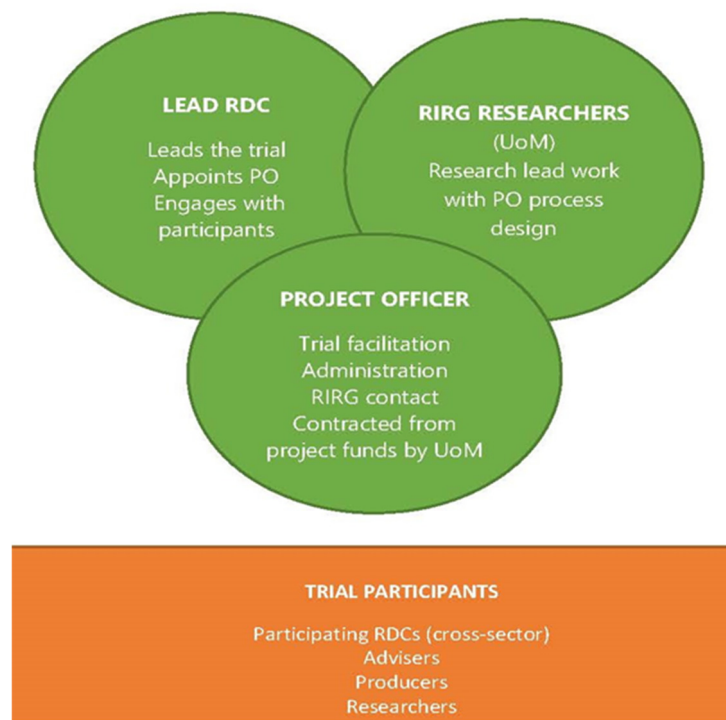 LEAD RDC
Leads the trial
Appoints PO
Engages with
participants
RIRG RESEARCHERS
(UoM)
Research lead work
with PO process
design
PROJECT OFFICER
Trial facilitation
Administration
RIRG contact
Contracted from
project funds by UoM
TRIAL PARTICIPANTS
Participating RDCs (cross-sector)
Advisers
Producers
Researchers